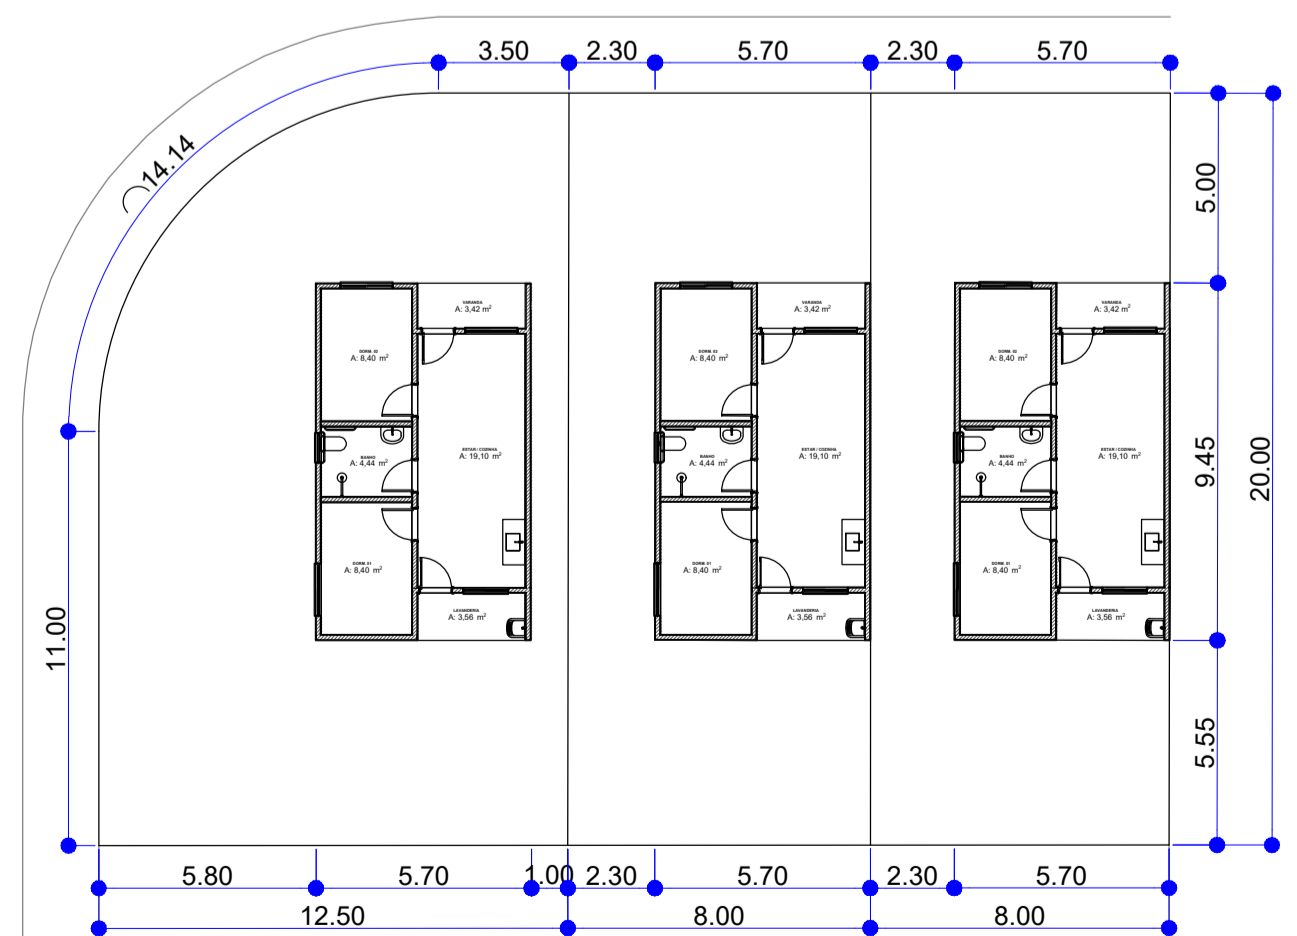 3.50 2.30 5.70 2.30 5.70
14.14
5.00
VARANDA
A: 3,42 m²
VARANDA
A: 3,42 m²
VARANDA
A: 3,42 m²
DORM. 02
A: 8,40 m²
DORM. 02
A: 8,40 m²
DORM. 02
A: 8,40 m²
BANHO
A: 4,44 m²
ESTAR / COZINHA
A: 19,10 m²
BANHO
A: 4,44 m²
ESTAR / COZINHA
A: 19,10 m²
BANHO
A: 4,44 m²
ESTAR / COZINHA
A: 19,10 m²
9.45
20.00
DORM. 01
A: 8,40 m²
DORM. 01
A: 8,40 m²
DORM. 01
A: 8,40 m²
LAVANDERIA
A: 3,56 m²
LAVANDERIA
A: 3,56 m²
LAVANDERIA
A: 3,56 m²
11.00
5.55
5.80 5.70 1.00 2.30 5.70 2.30 5.70
12.50 8.00 8.00